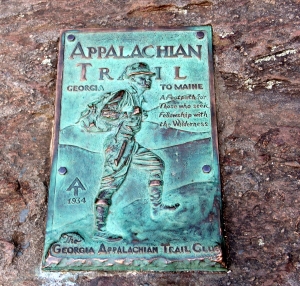 APPALACHIAN
TRAIL
GEORGIA TO MAINE
A Footpath for
Those who seek
Fellowship with
the Wilderness
1934
The
GEORGIA APPALACHIAN TRAIL CLUB